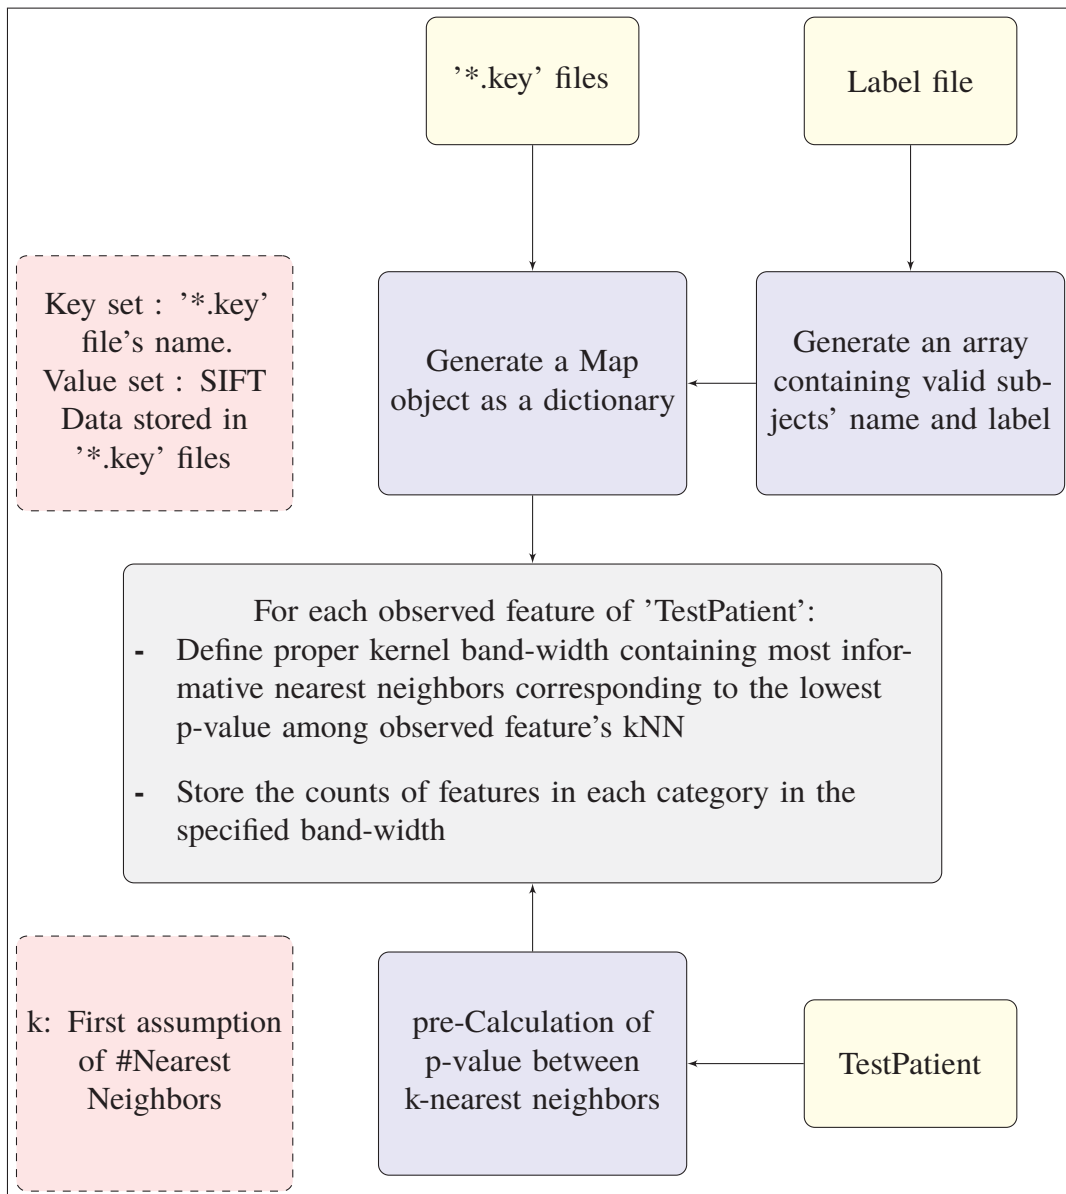 '*.key' files
Label file
Key set : '*.key'
file's name.
Value set : SIFT
Data stored in
'*.key' files
Generate a Map
object as a dictionary
Generate an array
containing valid sub-
jects' name and label
For each observed feature of 'TestPatient':
- Define proper kernel band-width containing most infor-
mative nearest neighbors corresponding to the lowest
p-value among observed feature's kNN
- Store the counts of features in each category in the
specified band-width
k: First assumption
of #Nearest
Neighbors
pre-Calculation of
p-value between
k-nearest neighbors
TestPatient